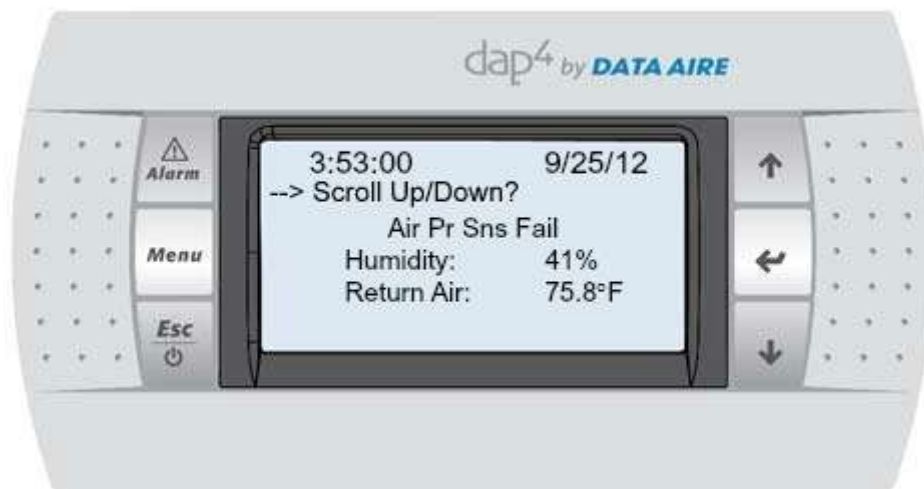 dap4 by DATA AIRE
Alarm
Menu
Esc
3:53:00 9/25/12
--> Scroll Up/Down?
Air Pr Sns Fail
Humidity: 41%
Return Air: 75.8°F